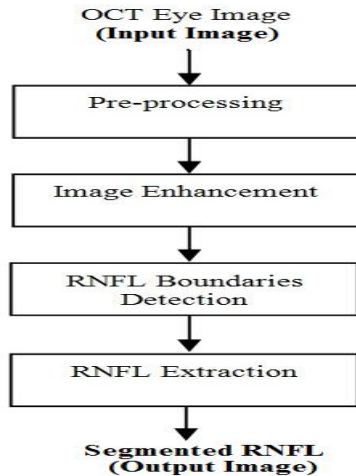 OCT Eye Image
(Input Image)
Pre-processing
Image Enhancement
RNFL Boundaries
Detection
RNFL Extraction
Segmented RNFL
(Output Image)